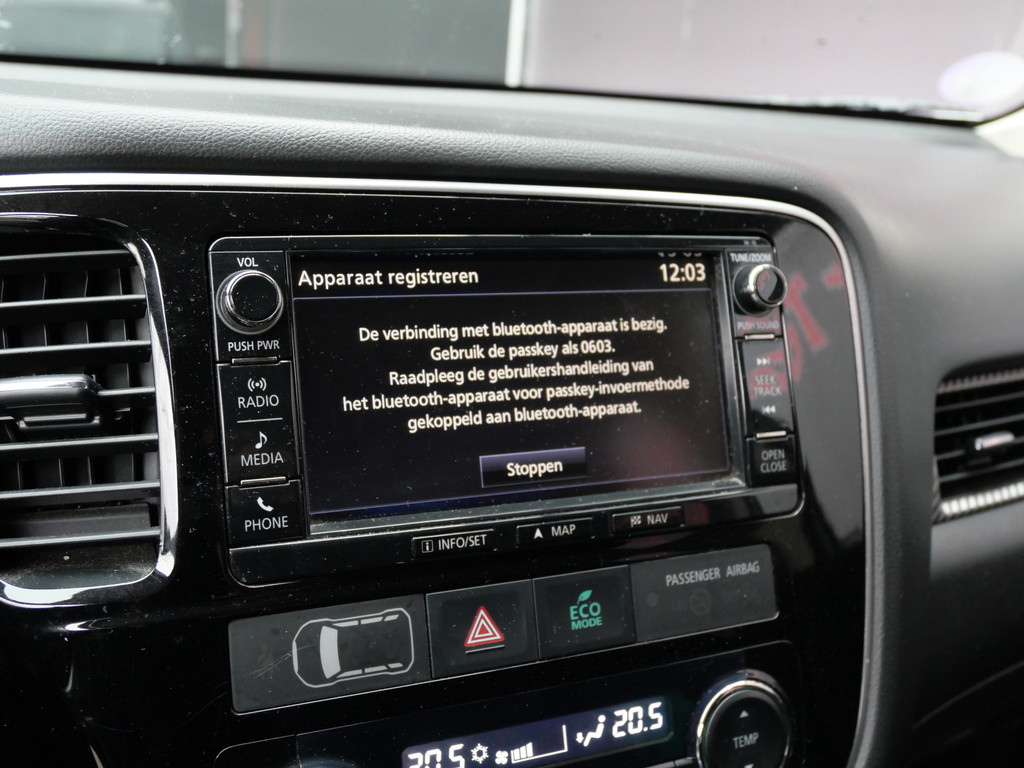 VOL
PUSH PWR
RADIO
MEDIA
PHONE
Apparaat registreren
12:03
De verbinding met bluetooth-apparaat is bezig.
Gebruik de passkey als 0603.
Raadpleeg de gebruikershandleiding van
het bluetooth-apparaat voor passkey-invoermethode
gekoppeld aan bluetooth-apparaat.
Stoppen
TUNE/ZOOM
PUSH SOUND
SEEK
TRACK
OPEN
CLOSE
INFO/SET
MAP
NAV
ECO
MODE
PASSENGER AIRBAG
20.5
20.5
TEMP